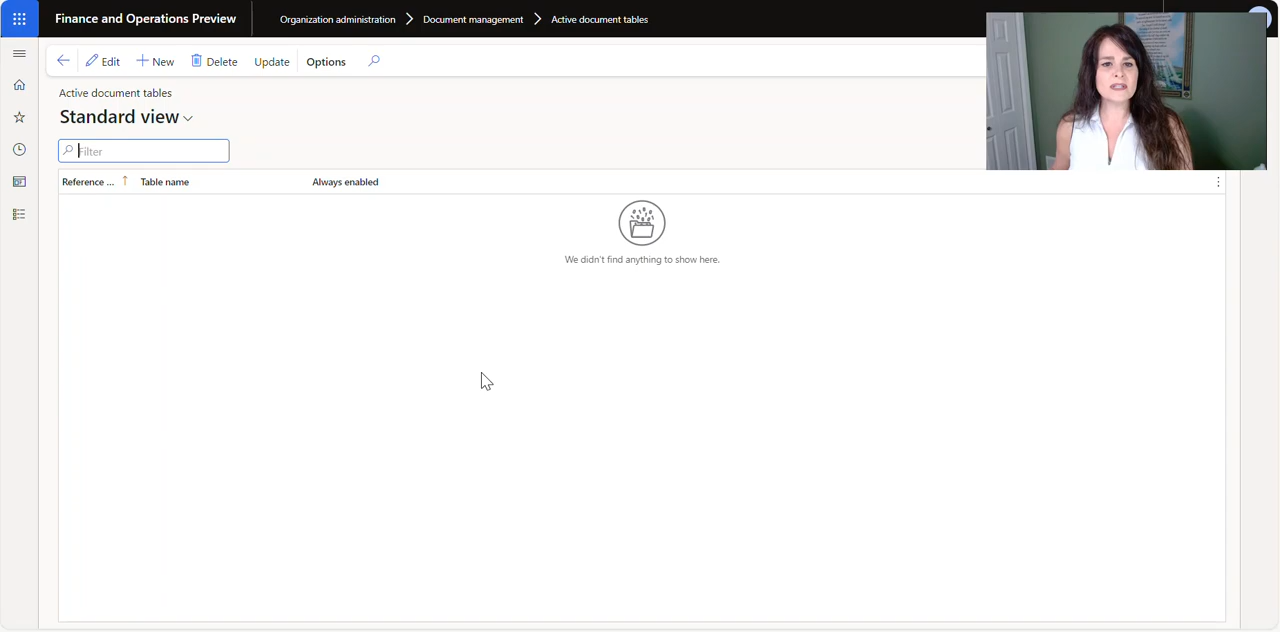 Finance and Operations Preview
Organization administration > Document management > Active document tables
Edit New Delete Update Options
Active document tables
Standard view
Filter
Reference ... ↑ Table name Always enabled
We didn't find anything to show here.